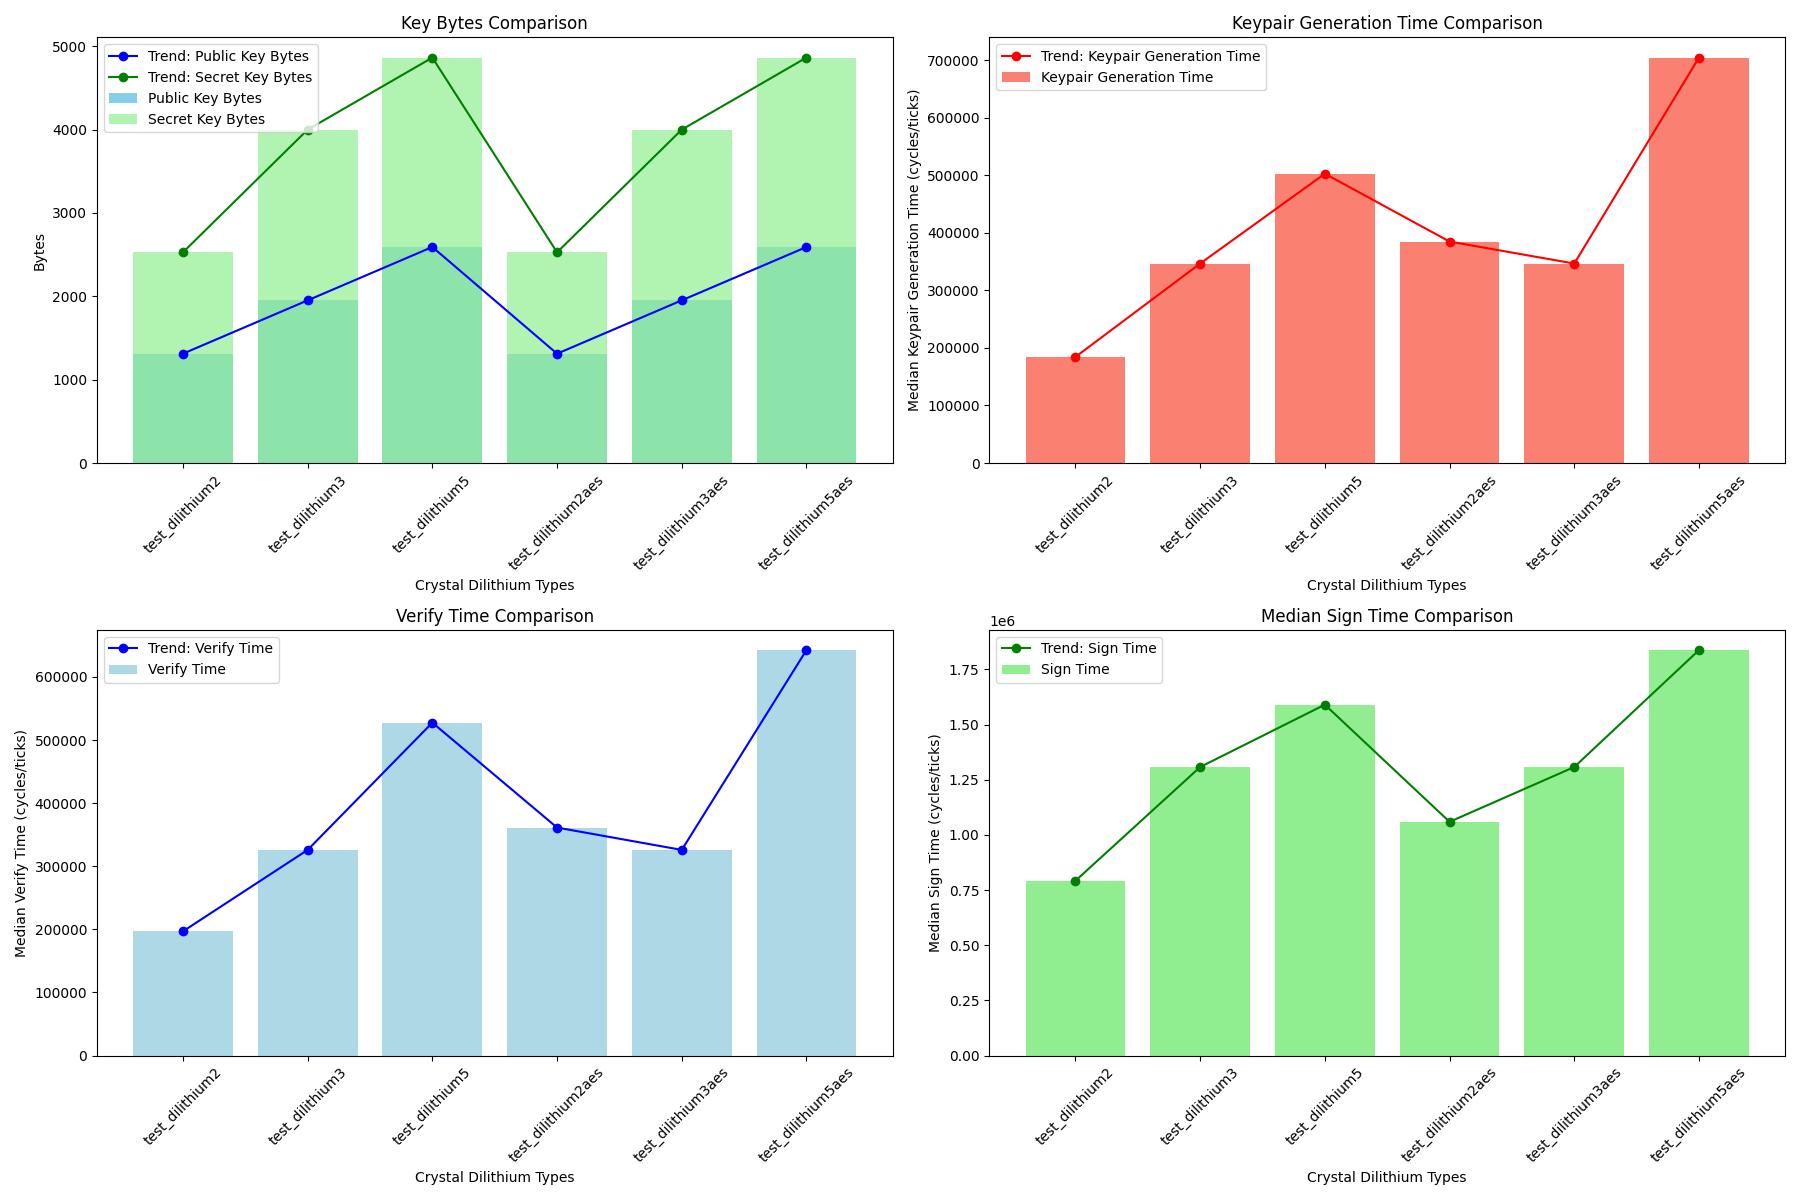 Key Bytes Comparison
Trend: Public Key Bytes
Trend: Secret Key Bytes
Public Key Bytes
Secret Key Bytes
5000
4000
3000
2000
1000
0
Bytes
test_dilithium2
test_dilithium3
test_dilithium5
test_dilithium2aes
test_dilithium3aes
test_dilithium5aes
Crystal Dilithium Types
Keypair Generation Time Comparison
Trend: Keypair Generation Time
Keypair Generation Time
700000
600000
500000
400000
300000
200000
100000
0
Median Keypair Generation Time (cycles/ticks)
test_dilithium2
test_dilithium3
test_dilithium5
test_dilithium2aes
test_dilithium3aes
test_dilithium5aes
Crystal Dilithium Types
Verify Time Comparison
Trend: Verify Time
Verify Time
600000
500000
400000
300000
200000
100000
0
Median Verify Time (cycles/ticks)
test_dilithium2
test_dilithium3
test_dilithium5
test_dilithium2aes
test_dilithium3aes
test_dilithium5aes
Crystal Dilithium Types
Median Sign Time Comparison
1e6
Trend: Sign Time
Sign Time
1.75
1.50
1.25
1.00
0.75
0.50
0.25
0.00
Median Sign Time (cycles/ticks)
test_dilithium2
test_dilithium3
test_dilithium5
test_dilithium2aes
test_dilithium3aes
test_dilithium5aes
Crystal Dilithium Types